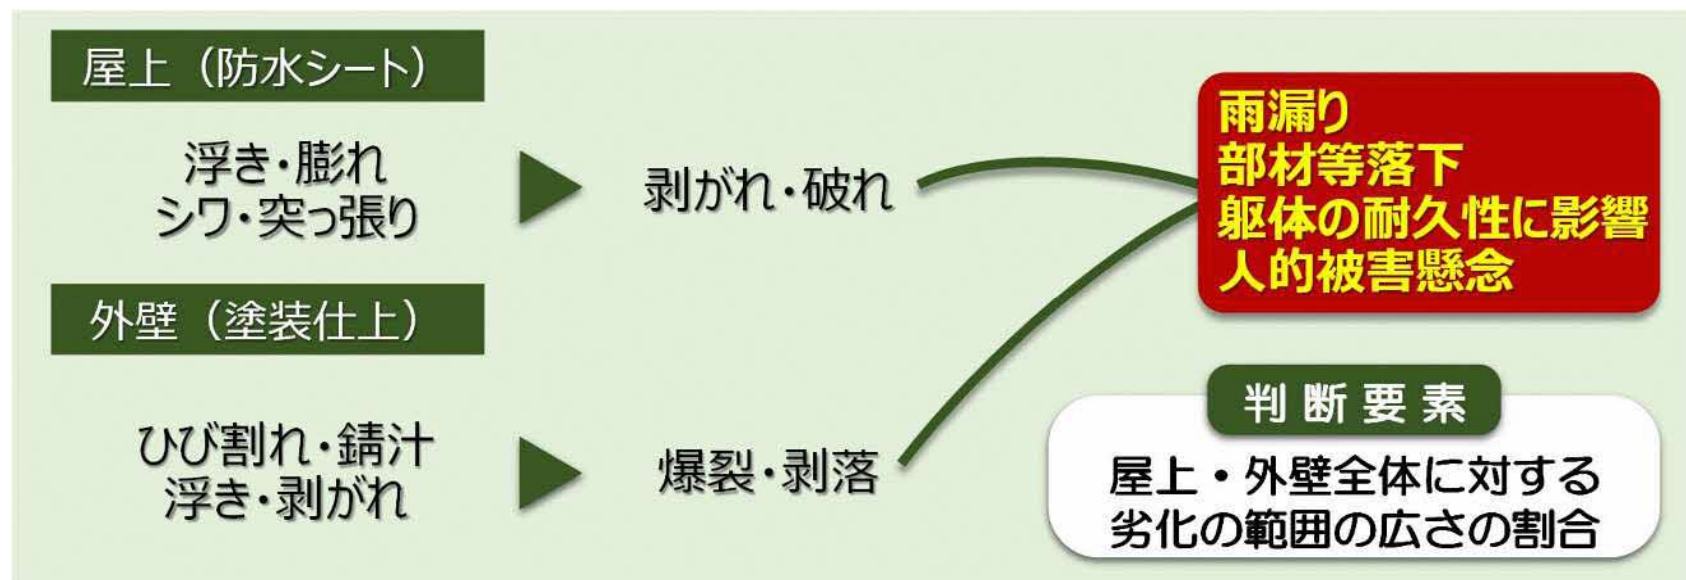 屋上（防水シート）
浮き・膨れ
シワ・突っ張り
剥がれ・破れ
外壁（塗装仕上）
ひび割れ・錆汁
浮き・剥がれ
爆裂・剥落
雨漏り
部材等落下
躯体の耐久性に影響
人的被害懸念
判断要素
屋上・外壁全体に対する
劣化の範囲の広さの割合